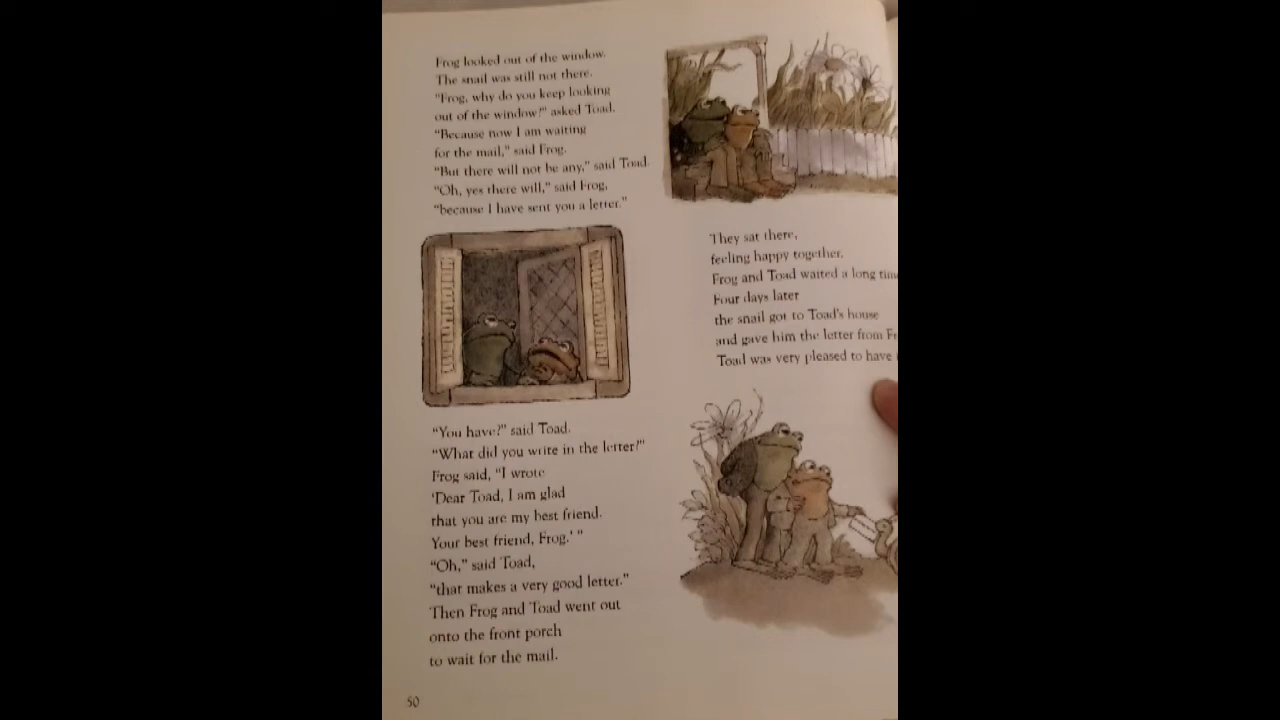 Frog looked out of the window.
The snail was still not there.
"Frog, why do you keep looking
out of the window?" asked Toad.
"Because now I am waiting
for the mail," said Frog.
"But there will not be any," said Toad.
"Oh, yes there will," said Frog,
"because I have sent you a letter."
"You have?" said Toad.
"What did you write in the letter?"
Frog said, "I wrote
'Dear Toad, I am glad
that you are my best friend.
Your best friend, Frog.' "
"Oh," said Toad,
"that makes a very good letter."
Then Frog and Toad went out
onto the front porch
to wait for the mail.
50
They sat there,
feeling happy together.
Frog and Toad waited a long
Four days later
the snail got to Toad's house
and gave him the letter from
Toad was very pleased to have